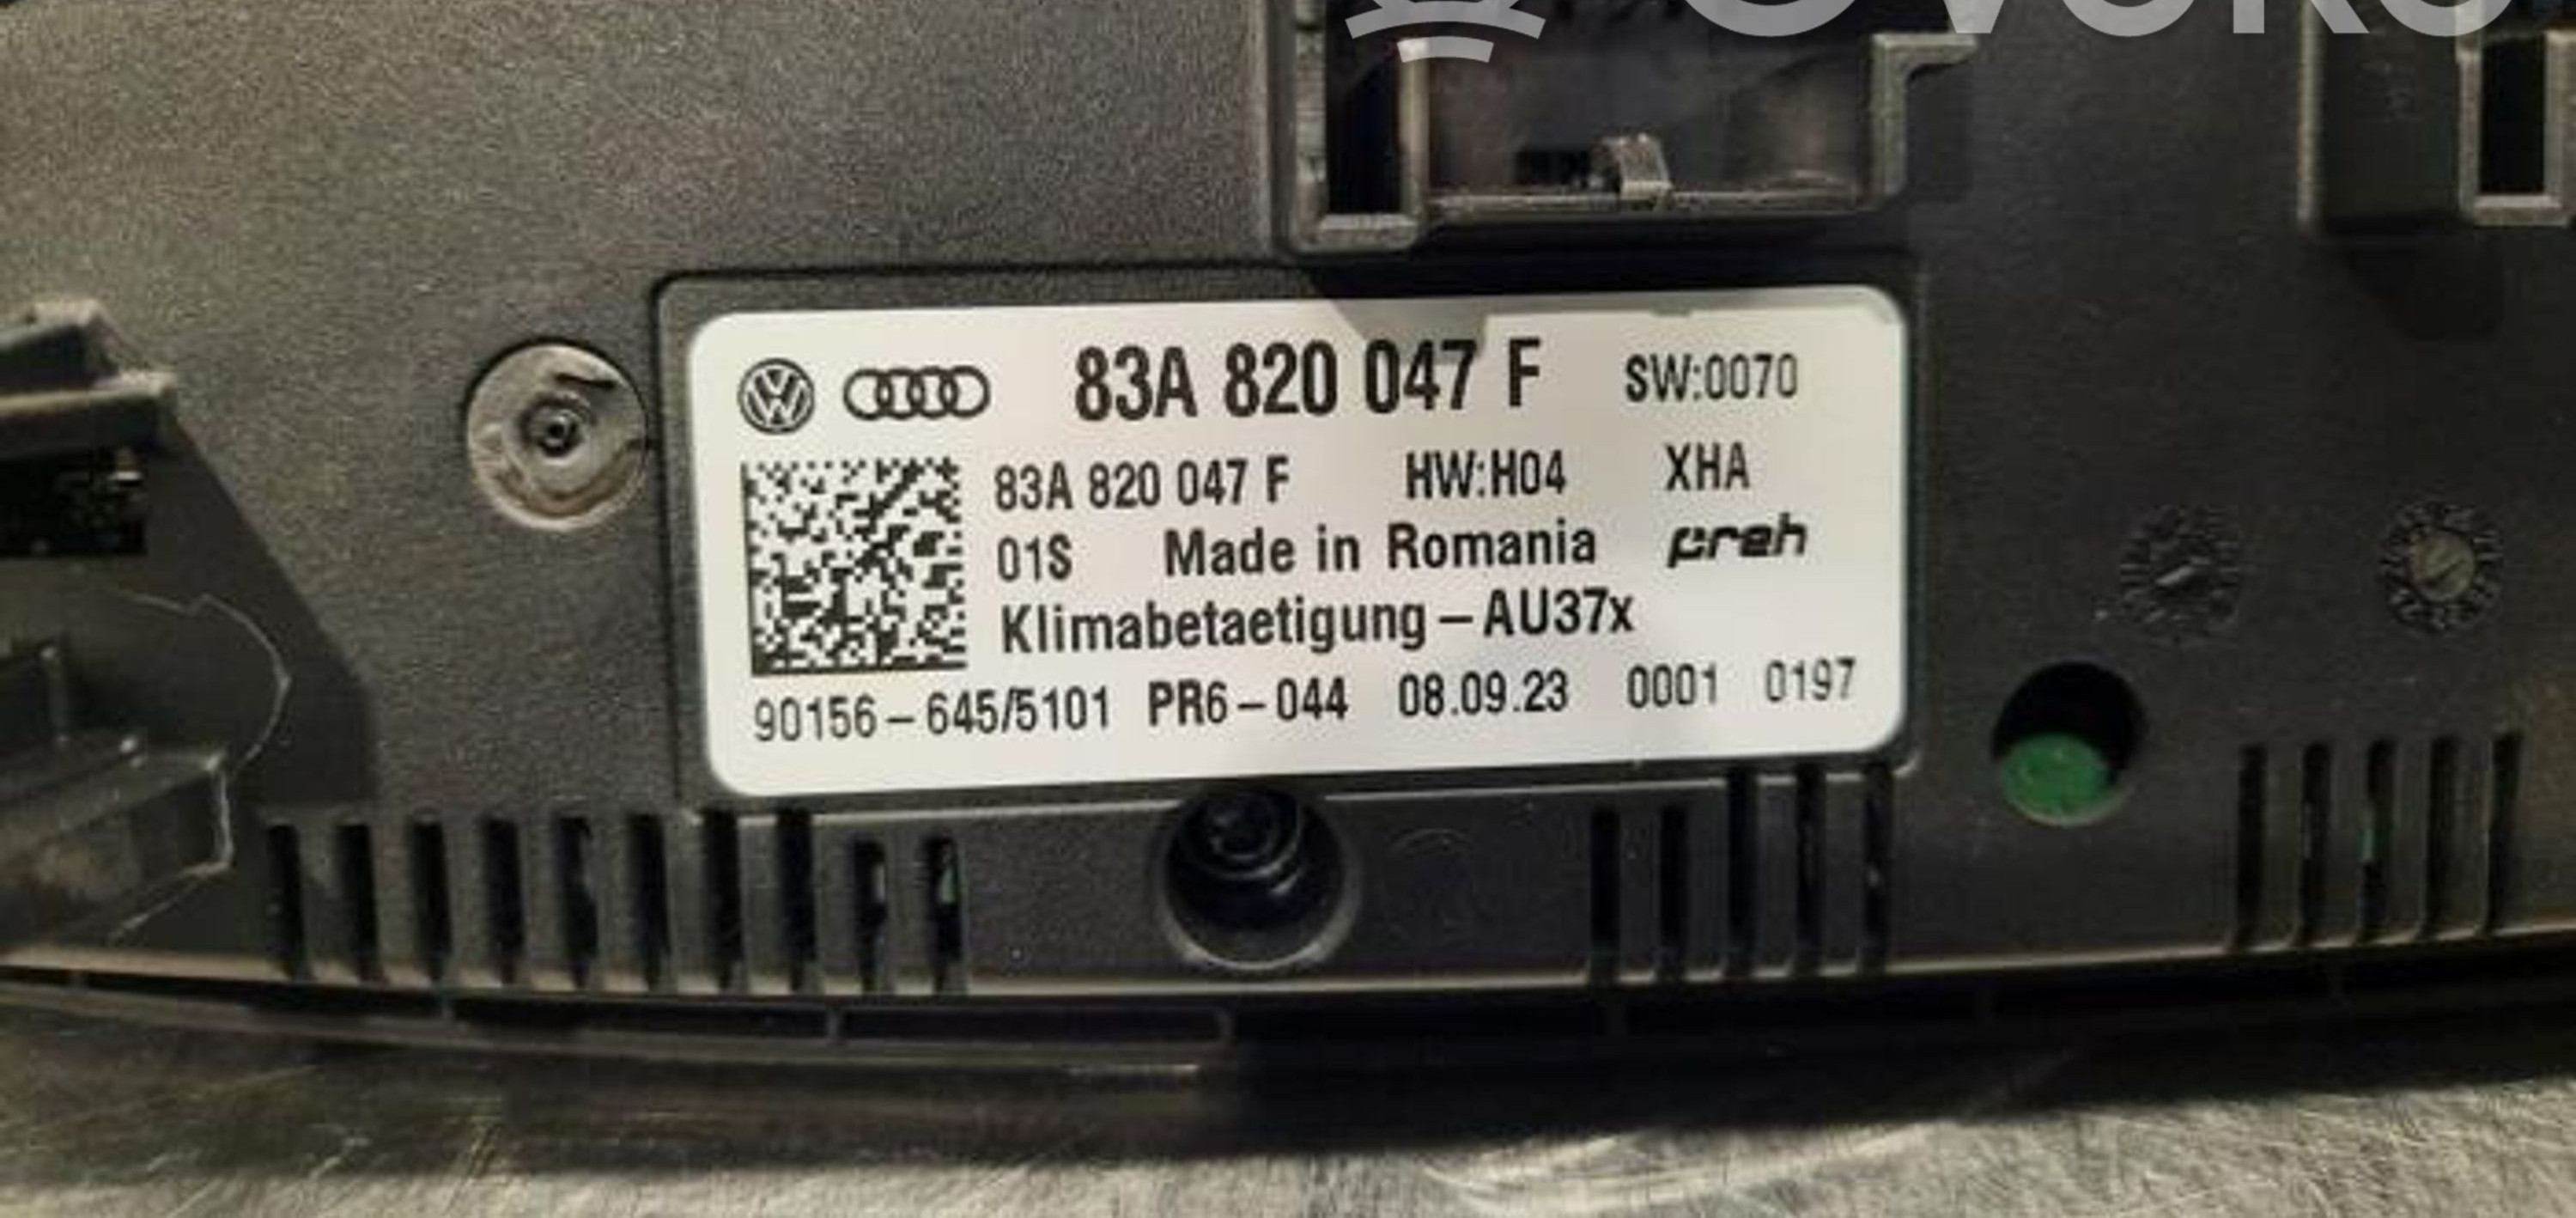 83A 820 047 F SW:0070
83A 820 047 F HW:H04 XHA
01S Made in Romania preh
Klimabetaetigung-AU37x
90156-645/5101 PR6-044 08.09.23 0001 0197